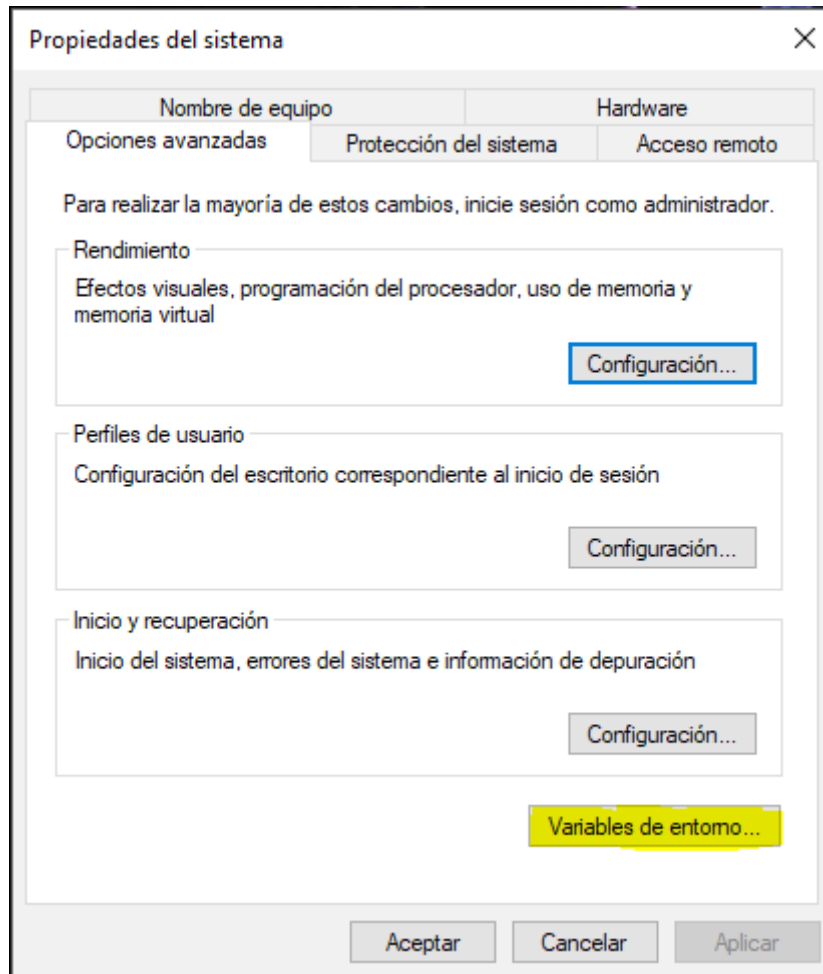 Propiedades del sistema
Nombre de equipo
Hardware
Opciones avanzadas
Protección del sistema
Acceso remoto
Para realizar la mayoría de estos cambios, inicie sesión como administrador.
Rendimiento
Efectos visuales, programación del procesador, uso de memoria y
memoria virtual
Configuración...
Perfiles de usuario
Configuración del escritorio correspondiente al inicio de sesión
Configuración...
Inicio y recuperación
Inicio del sistema, errores del sistema e información de depuración
Configuración...
Variables de entorno...
Aceptar
Cancelar
Aplicar